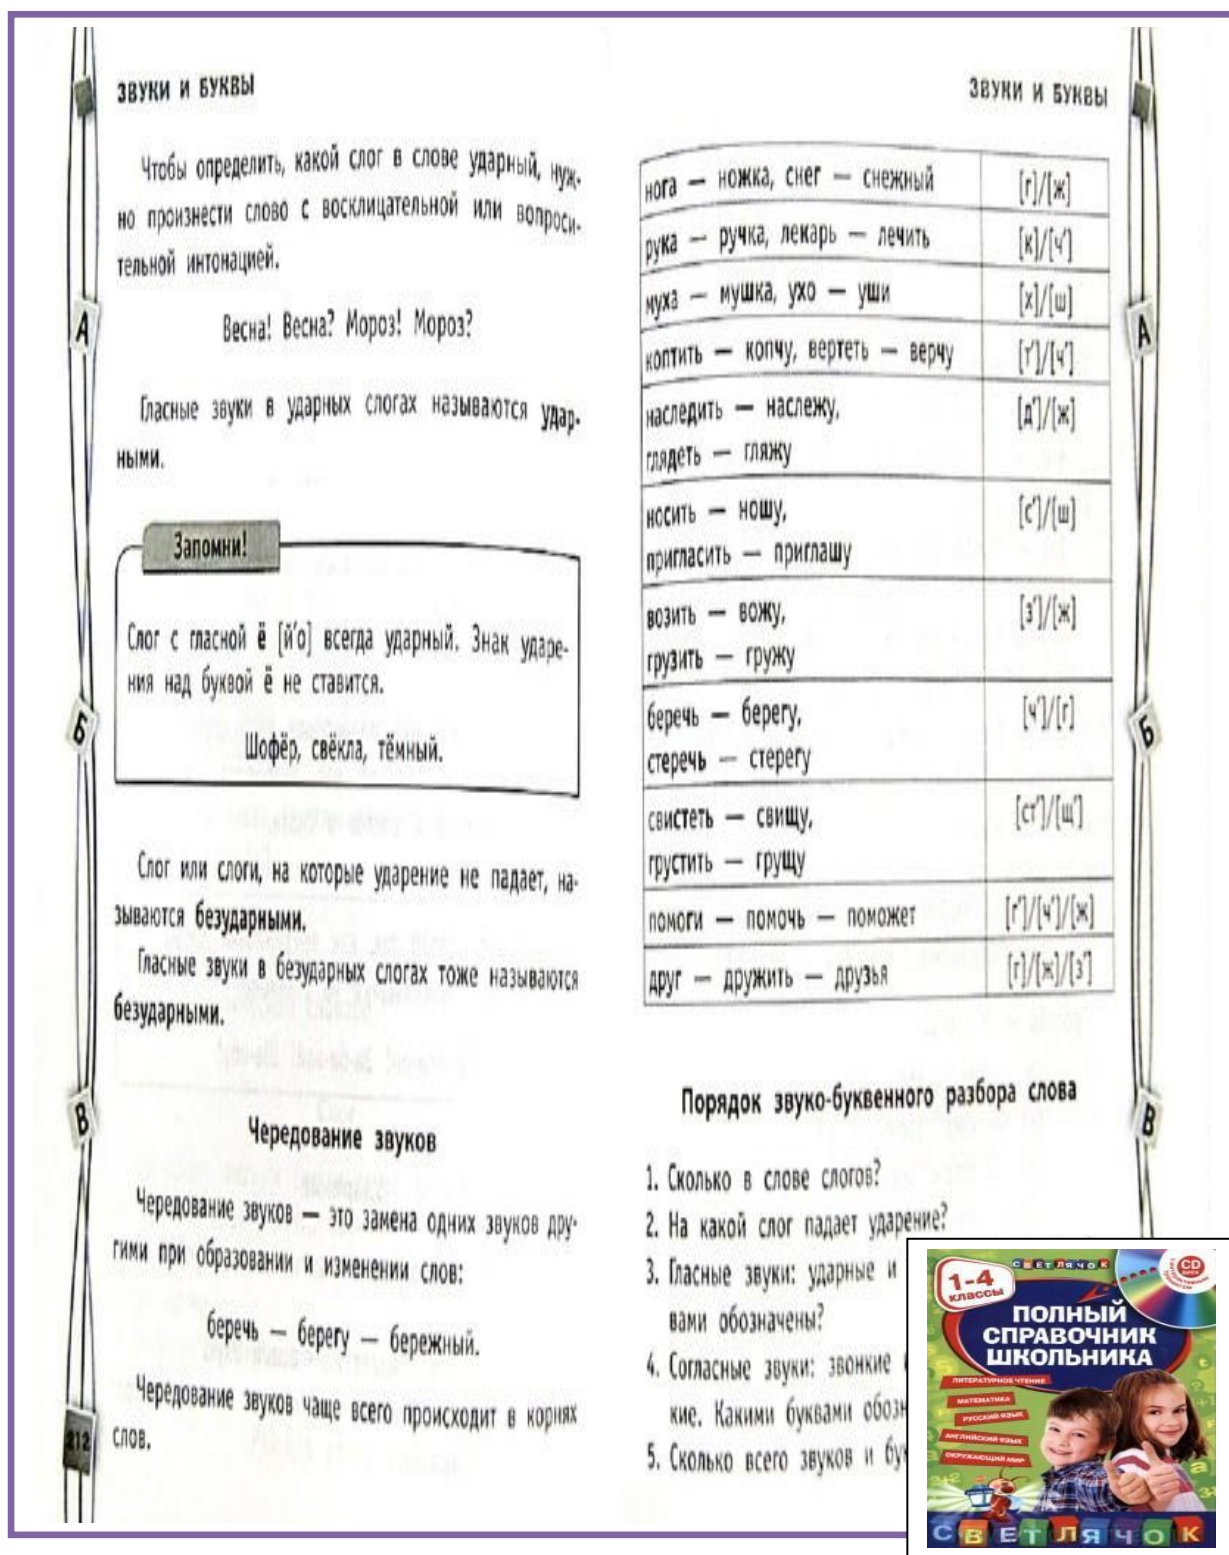 ЗВУКИ И БУКВЫ
Чтобы определить, какой слог в слове ударный, нуж-
но произнести слово с восклицательной или вопроси-
тельной интонацией.
Весна! Весна? Мороз! Мороз?
Гласные звуки в ударных слогах называются удар-
ными.
Запомни!
Слог с гласной ё [й’о] всегда ударный. Знак ударе-
ния над буквой ё не ставится.
Шофёр, свёкла, тёмный.
Слог или слоги, на которые ударение не падает, на-
зываются безударными.
Гласные звуки в безударных слогах тоже называются
безударными.
Чередование звуков
Чередование звуков — это замена одних звуков дру-
гими при образовании и изменении слов:
беречь — берегу — бережный.
Чередование звуков чаще всего происходит в корнях
слов.
А
Б
В
212
ЗВУКИ И БУКВЫ
нога — ножка, снег — снежный [г]/[ж]
рука — ручка, лекарь — лечить [к]/[ч’]
муха — мушка, ухо — уши [х]/[ш]
коптить — копчу, вертеть — верчу [т’]/[ч’]
наследить — наслежу, [д’]/[ж]
глядеть — гляжу
носить — ношу, [с’]/[ш]
пригласить — приглашу
возить — вожу, [з’]/[ж]
грузить — гружу
беречь — берегу, [ч’]/[г]
стеречь — стерегу
свистеть — свищу, [ст’]/[щ’]
грустить — грущу
помоги — помочь — поможет [г’]/[ч’]/[ж]
друг — дружить — друзья [г]/[ж]/[з’]
Порядок звуко-буквенного разбора слова
1. Сколько в слове слогов?
2. На какой слог падает ударение?
3. Гласные звуки: ударные и
вами обозначены?
4. Согласные звуки: звонкие
кие. Какими буквами обозн
5. Сколько всего звуков и бу
А
Б
В
СВЕТЛЯЧОК
CD
1-4
классы
ПОЛНЫЙ
СПРАВОЧНИК
ШКОЛЬНИКА
ЛИТЕРАТУРНОЕ ЧТЕНИЕ
МАТЕМАТИКА
РУССКИЙ ЯЗЫК
АНГЛИЙСКИЙ ЯЗЫК
ОКРУЖАЮЩИЙ МИР
СВЕТЛЯЧОК